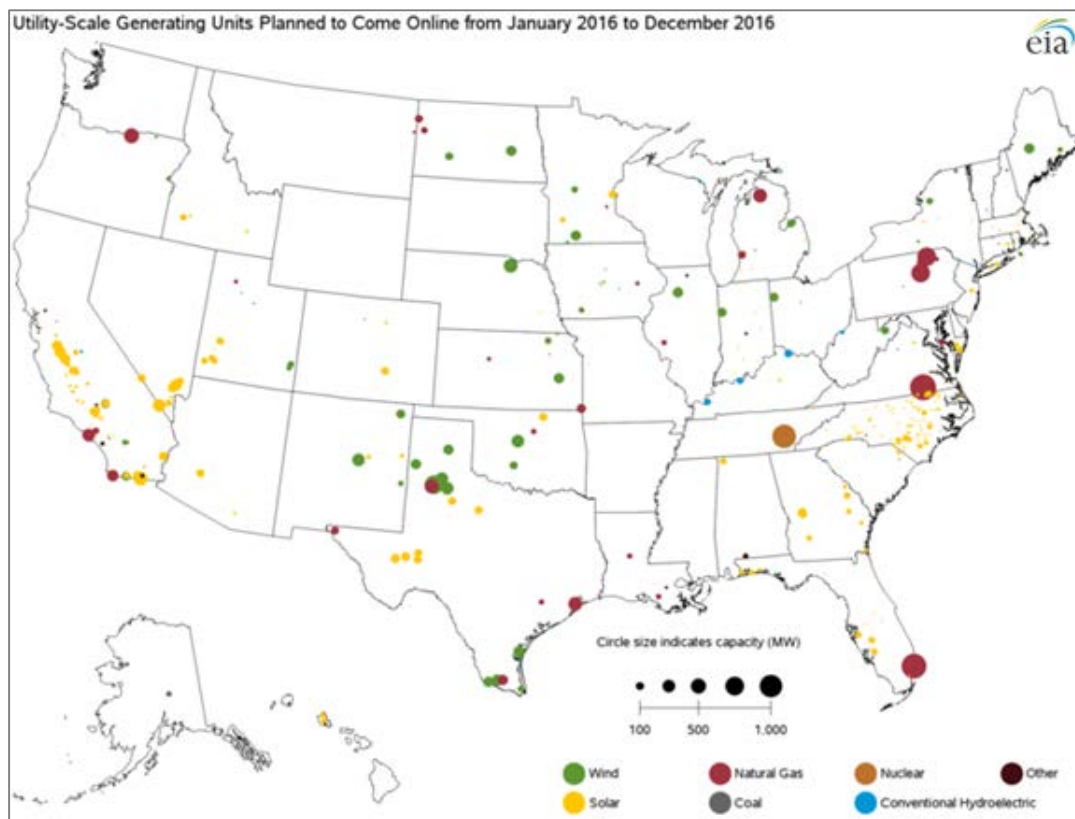 Utility-Scale Generating Units Planned to Come Online from January 2016 to December 2016
eia
Circle size indicates capacity (MW)
100 500 1.000
Wind Natural Gas Nuclear Other
Solar Coal Conventional Hydroelectric